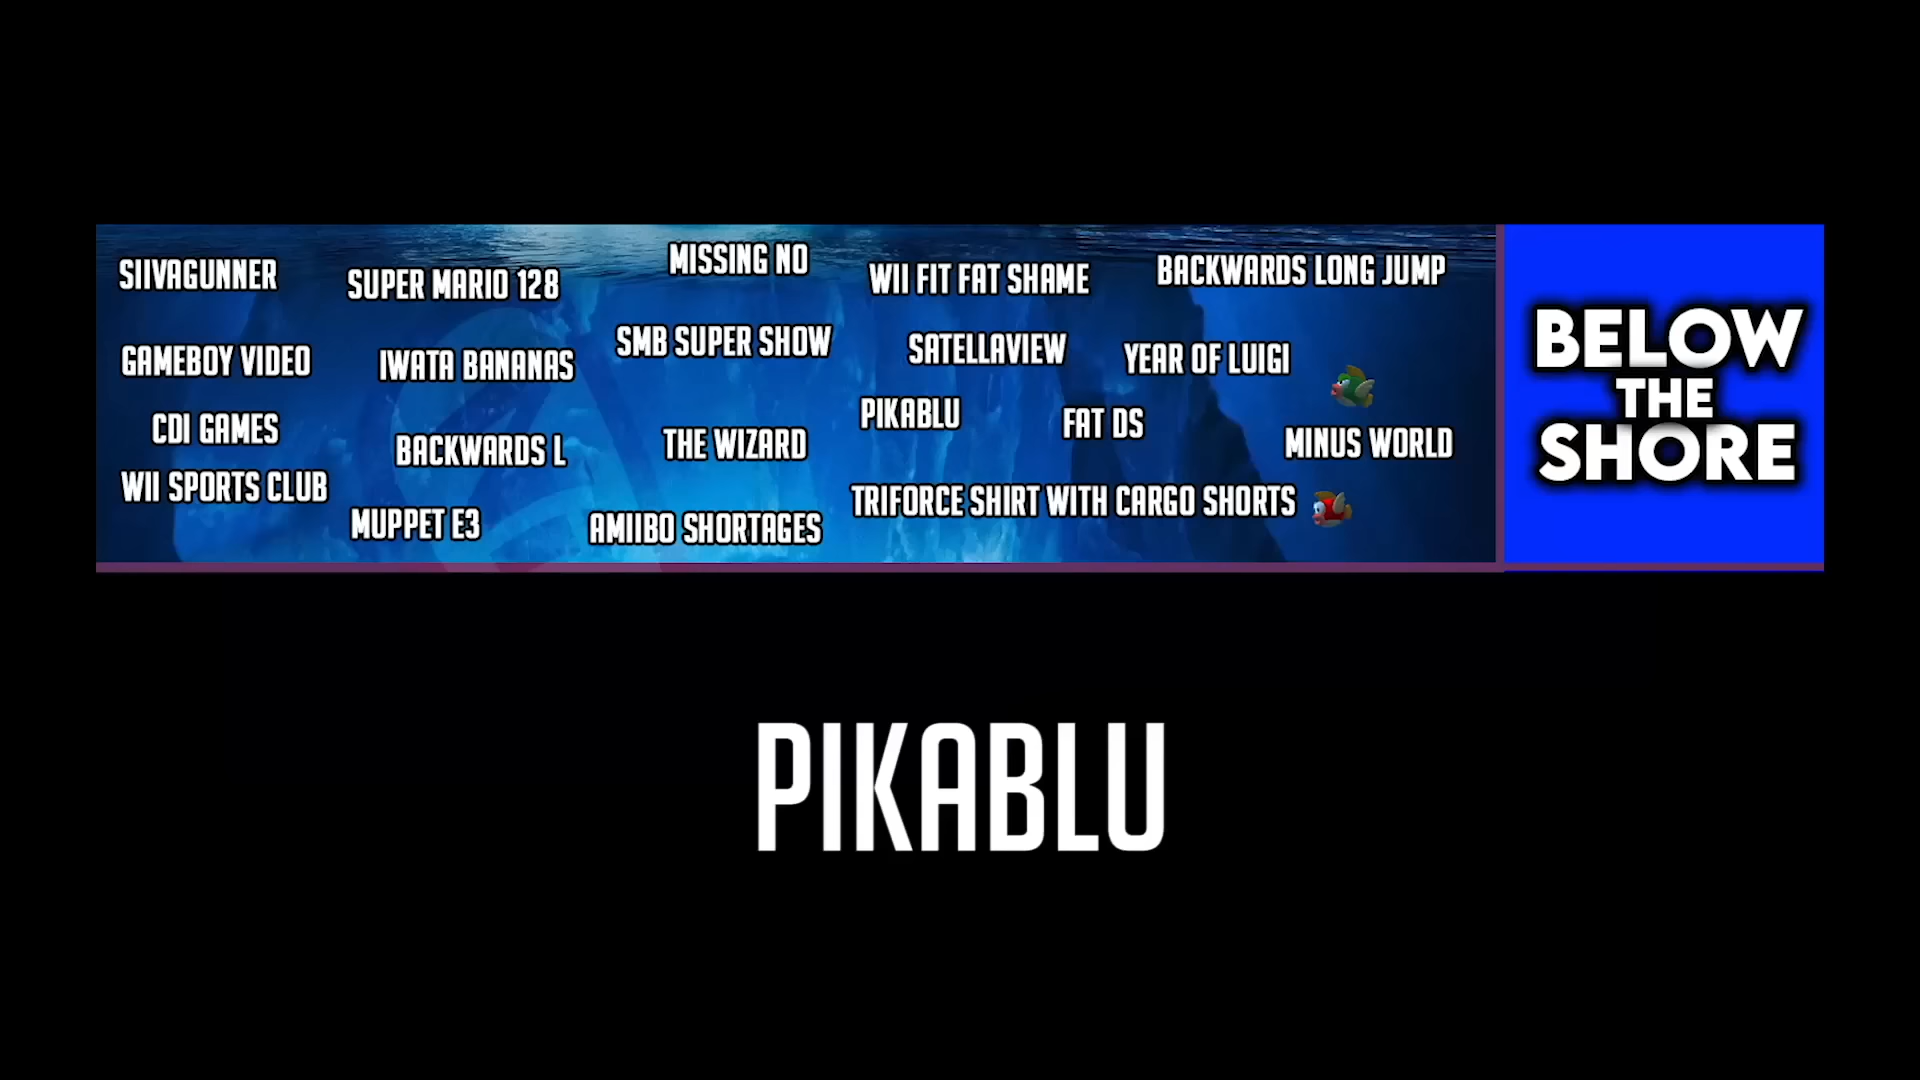 MISSING NO
SIIVAGUNNER
SUPER MARIO 128
WII FIT FAT SHAME
BACKWARDS LONG JUMP
GAMEBOY VIDEO
IWATA BANANAS
SMB SUPER SHOW
SATELLAVIEW
YEAR OF LUIGI
CDI GAMES
BACKWARDS L
THE WIZARD
PIKABLU
FAT DS
MINUS WORLD
WII SPORTS CLUB
MUPPET E3
AMIIBO SHORTAGES
TRIFORCE SHIRT WITH CARGO SHORTS
BELOW
THE
SHORE
PIKABLU